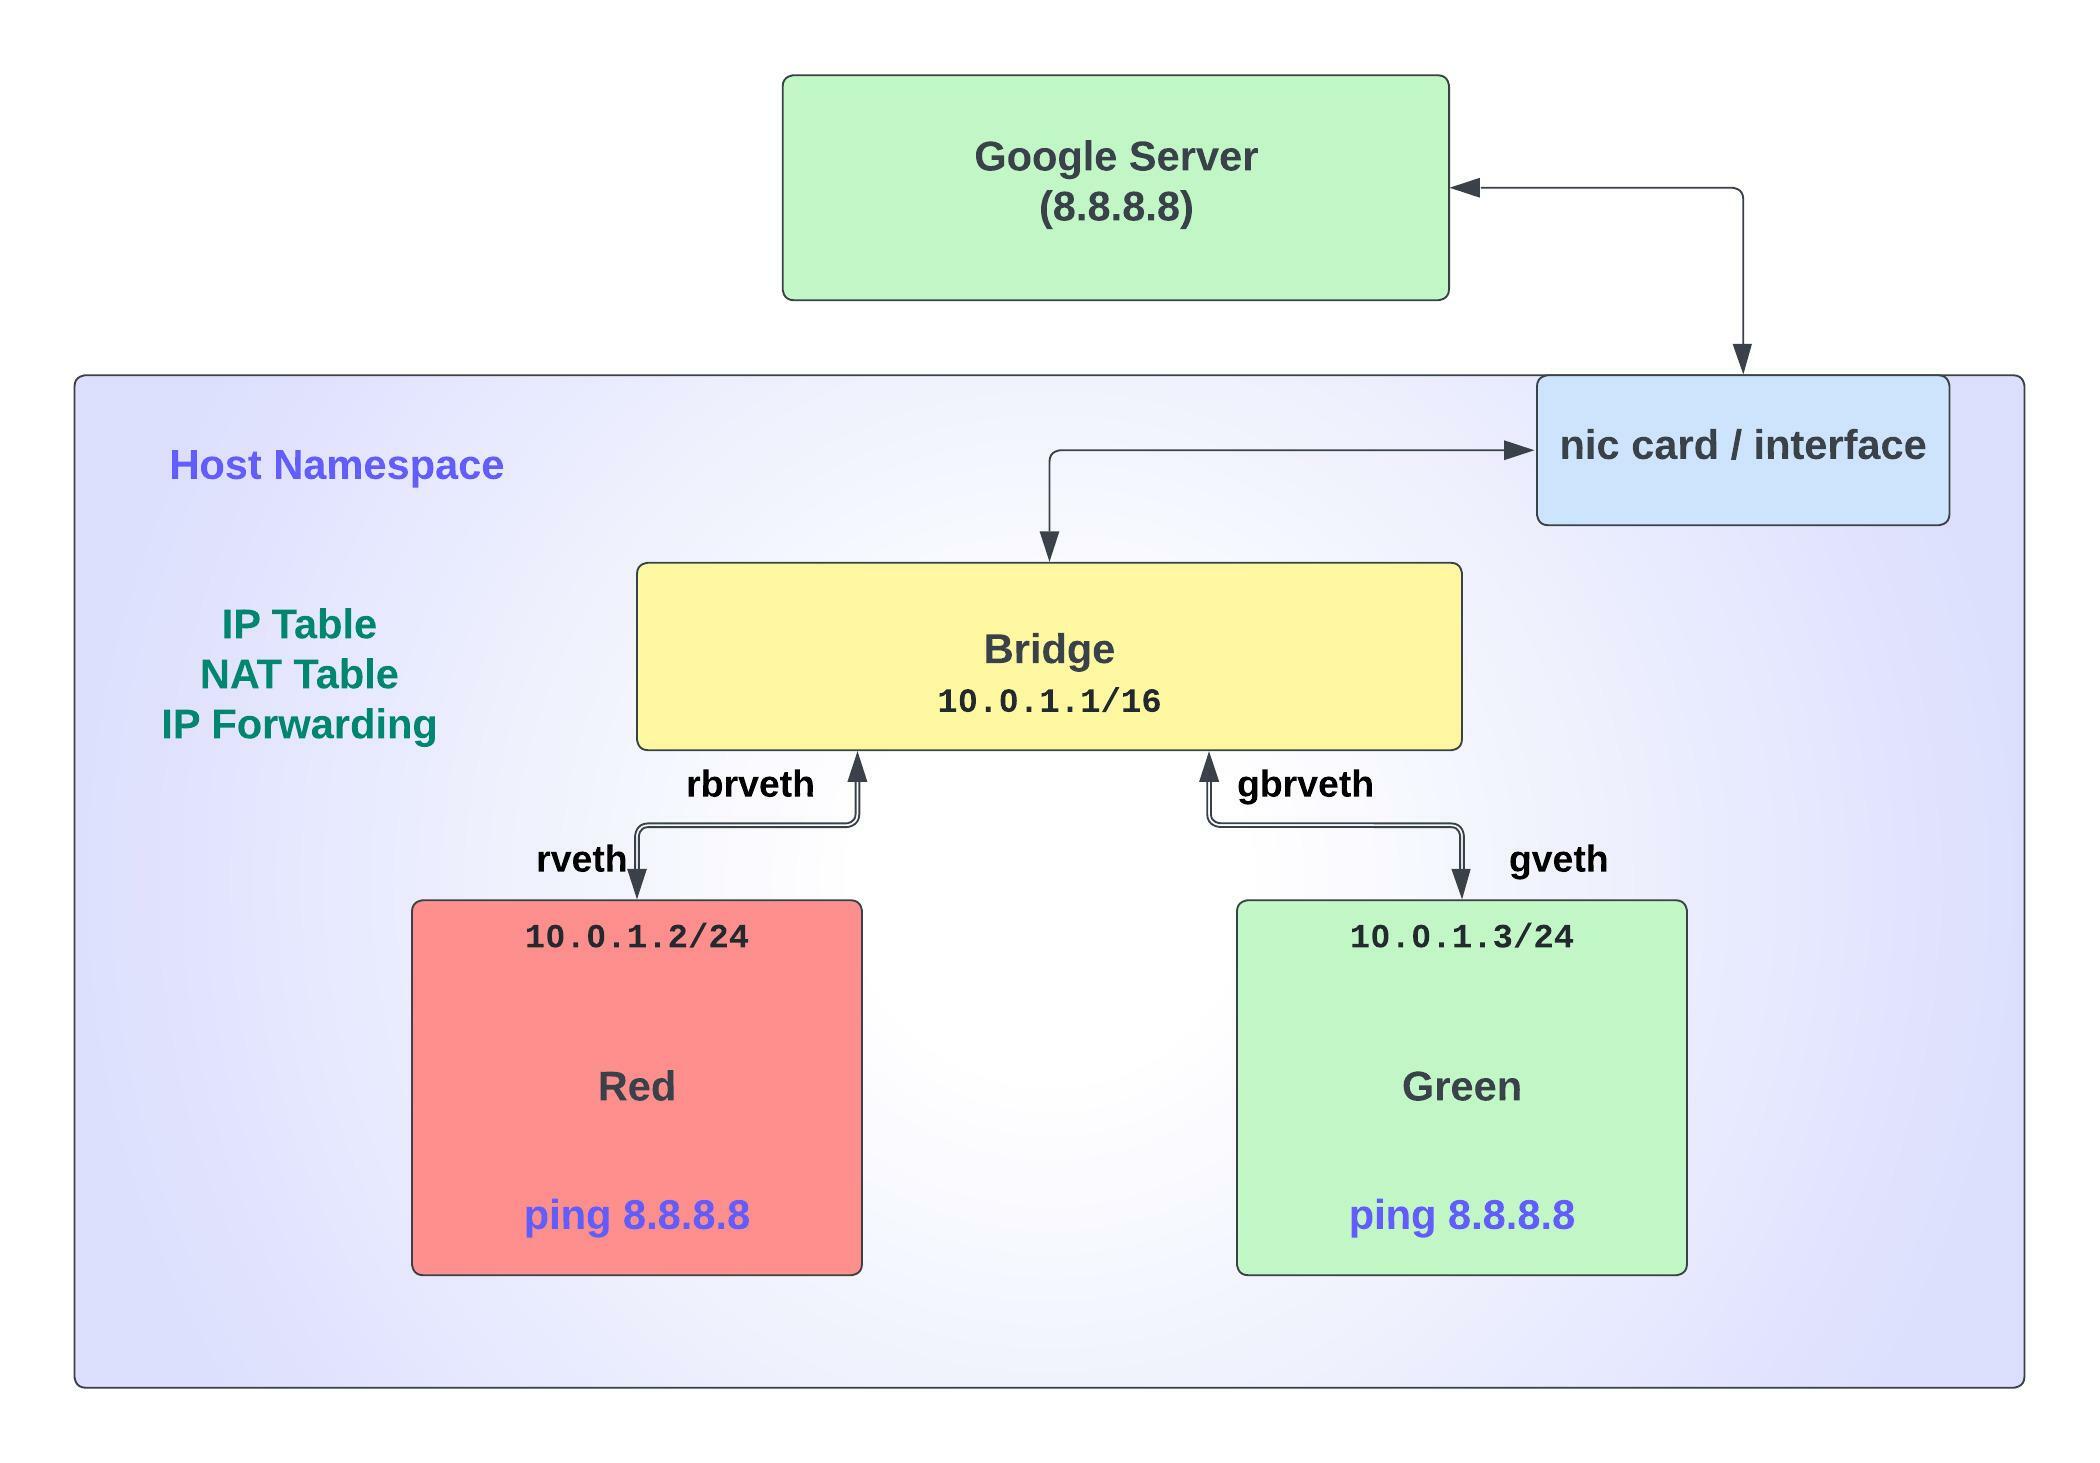 Google Server
(8.8.8.8)
nic card / interface
Host Namespace
IP Table
NAT Table
IP Forwarding
Bridge
10.0.1.1/16
rbrveth
gbrveth
rveth
gveth
10.0.1.2/24
10.0.1.3/24
Red
Green
ping 8.8.8.8
ping 8.8.8.8